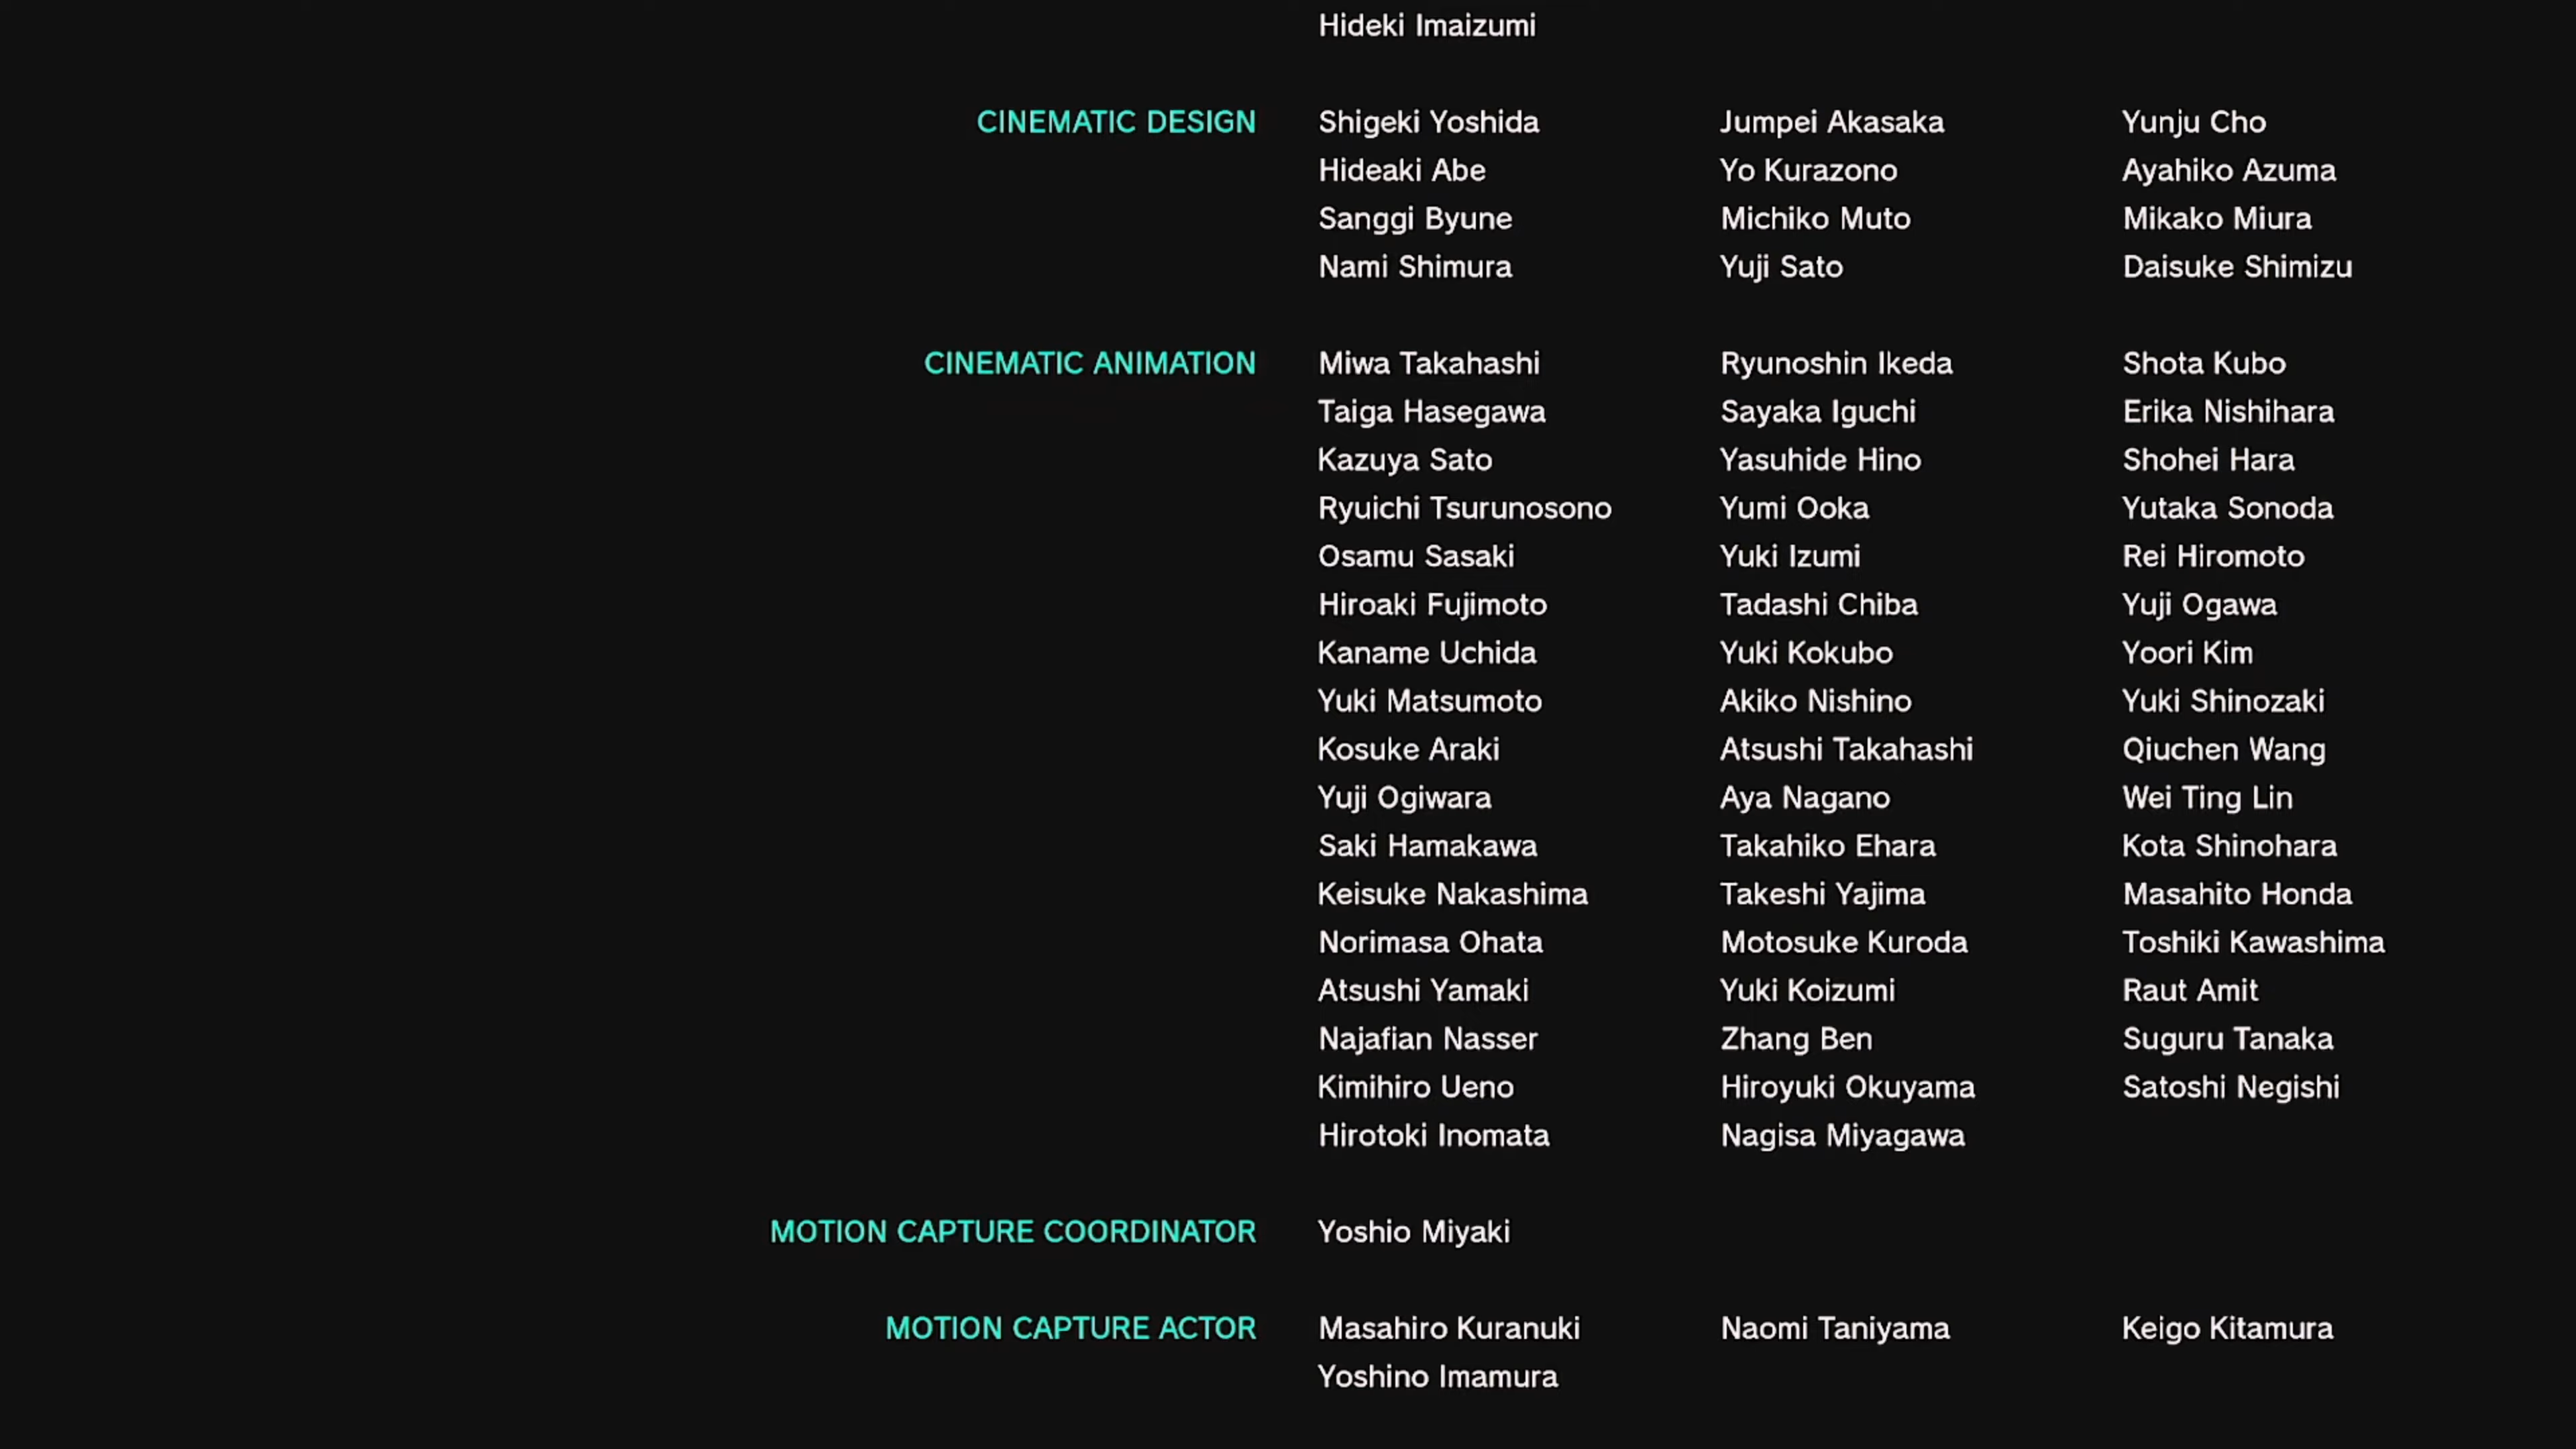 Hideki Imaizumi
CINEMATIC DESIGN Shigeki Yoshida Jumpei Akasaka Yunju Cho
Hideaki Abe Yo Kurazono Ayahiko Azuma
Sanggi Byune Michiko Muto Mikako Miura
Nami Shimura Yuji Sato Daisuke Shimizu
CINEMATIC ANIMATION Miwa Takahashi Ryunoshin Ikeda Shota Kubo
Taiga Hasegawa Sayaka Iguchi Erika Nishihara
Kazuya Sato Yasuhide Hino Shohei Hara
Ryuichi Tsurunosono Yumi Ooka Yutaka Sonoda
Osamu Sasaki Yuki Izumi Rei Hiromoto
Hiroaki Fujimoto Tadashi Chiba Yuji Ogawa
Kaname Uchida Yuki Kokubo Yoori Kim
Yuki Matsumoto Akiko Nishino Yuki Shinozaki
Kosuke Araki Atsushi Takahashi Qiuchen Wang
Yuji Ogiwara Aya Nagano Wei Ting Lin
Saki Hamakawa Takahiko Ehara Kota Shinohara
Keisuke Nakashima Takeshi Yajima Masahito Honda
Norimasa Ohata Motosuke Kuroda Toshiki Kawashima
Atsushi Yamaki Yuki Koizumi Raut Amit
Najafian Nasser Zhang Ben Suguru Tanaka
Kimihiro Ueno Hiroyuki Okuyama Satoshi Negishi
Hirotoki Inomata Nagisa Miyagawa
MOTION CAPTURE COORDINATOR Yoshio Miyaki
MOTION CAPTURE ACTOR Masahiro Kuranuki Naomi Taniyama Keigo Kitamura
Yoshino Imamura